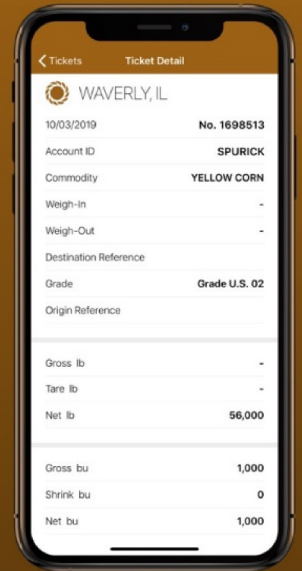 Tickets Ticket Detail
WAVERLY, IL
10/03/2019 No. 1698513
Account ID SPURICK
Commodity YELLOW CORN
Weigh-In -
Weigh-Out -
Destination Reference
Grade Grade U.S. 02
Origin Reference
Gross lb -
Tare lb -
Net lb 56,000
Gross bu 1,000
Shrink bu 0
Net bu 1,000